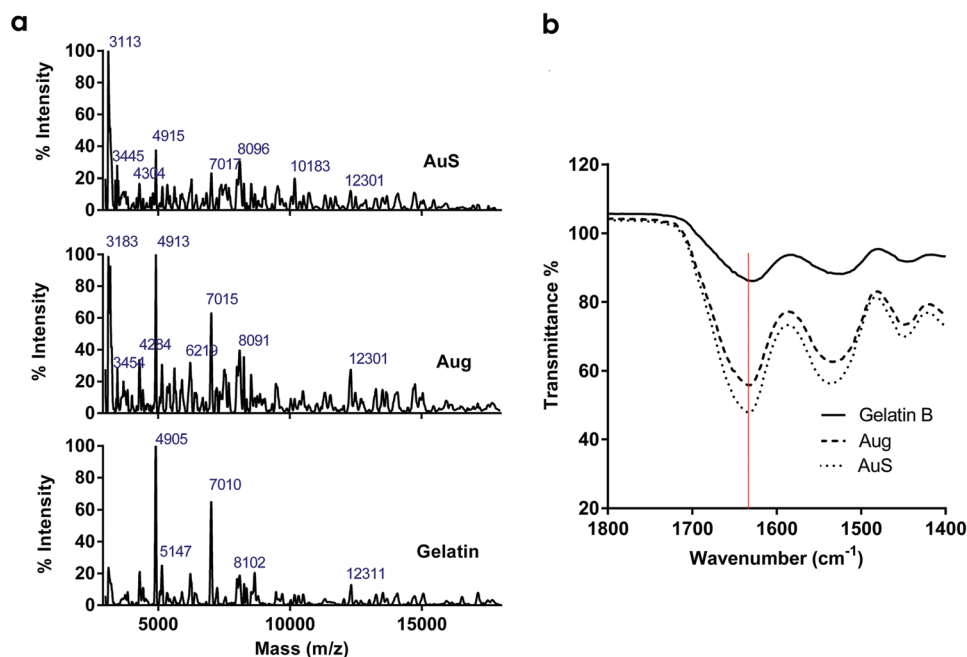 a
100
80
60
40
20
0
% Intensity
3113
3445
4304
4915
7017
8096
10183
12301
AuS
100
80
60
40
20
0
% Intensity
3183
3454
4284
4913
6219
7015
8091
12301
Aug
100
80
60
40
20
0
% Intensity
4905
5147
7010
8102
12311
Gelatin
5000 10000 15000
Mass (m/z)
b
120
100
80
60
40
20
Transmittance %
Gelatin B
Aug
AuS
1800 1700 1600 1500 1400
Wavenumber (cm⁻¹)